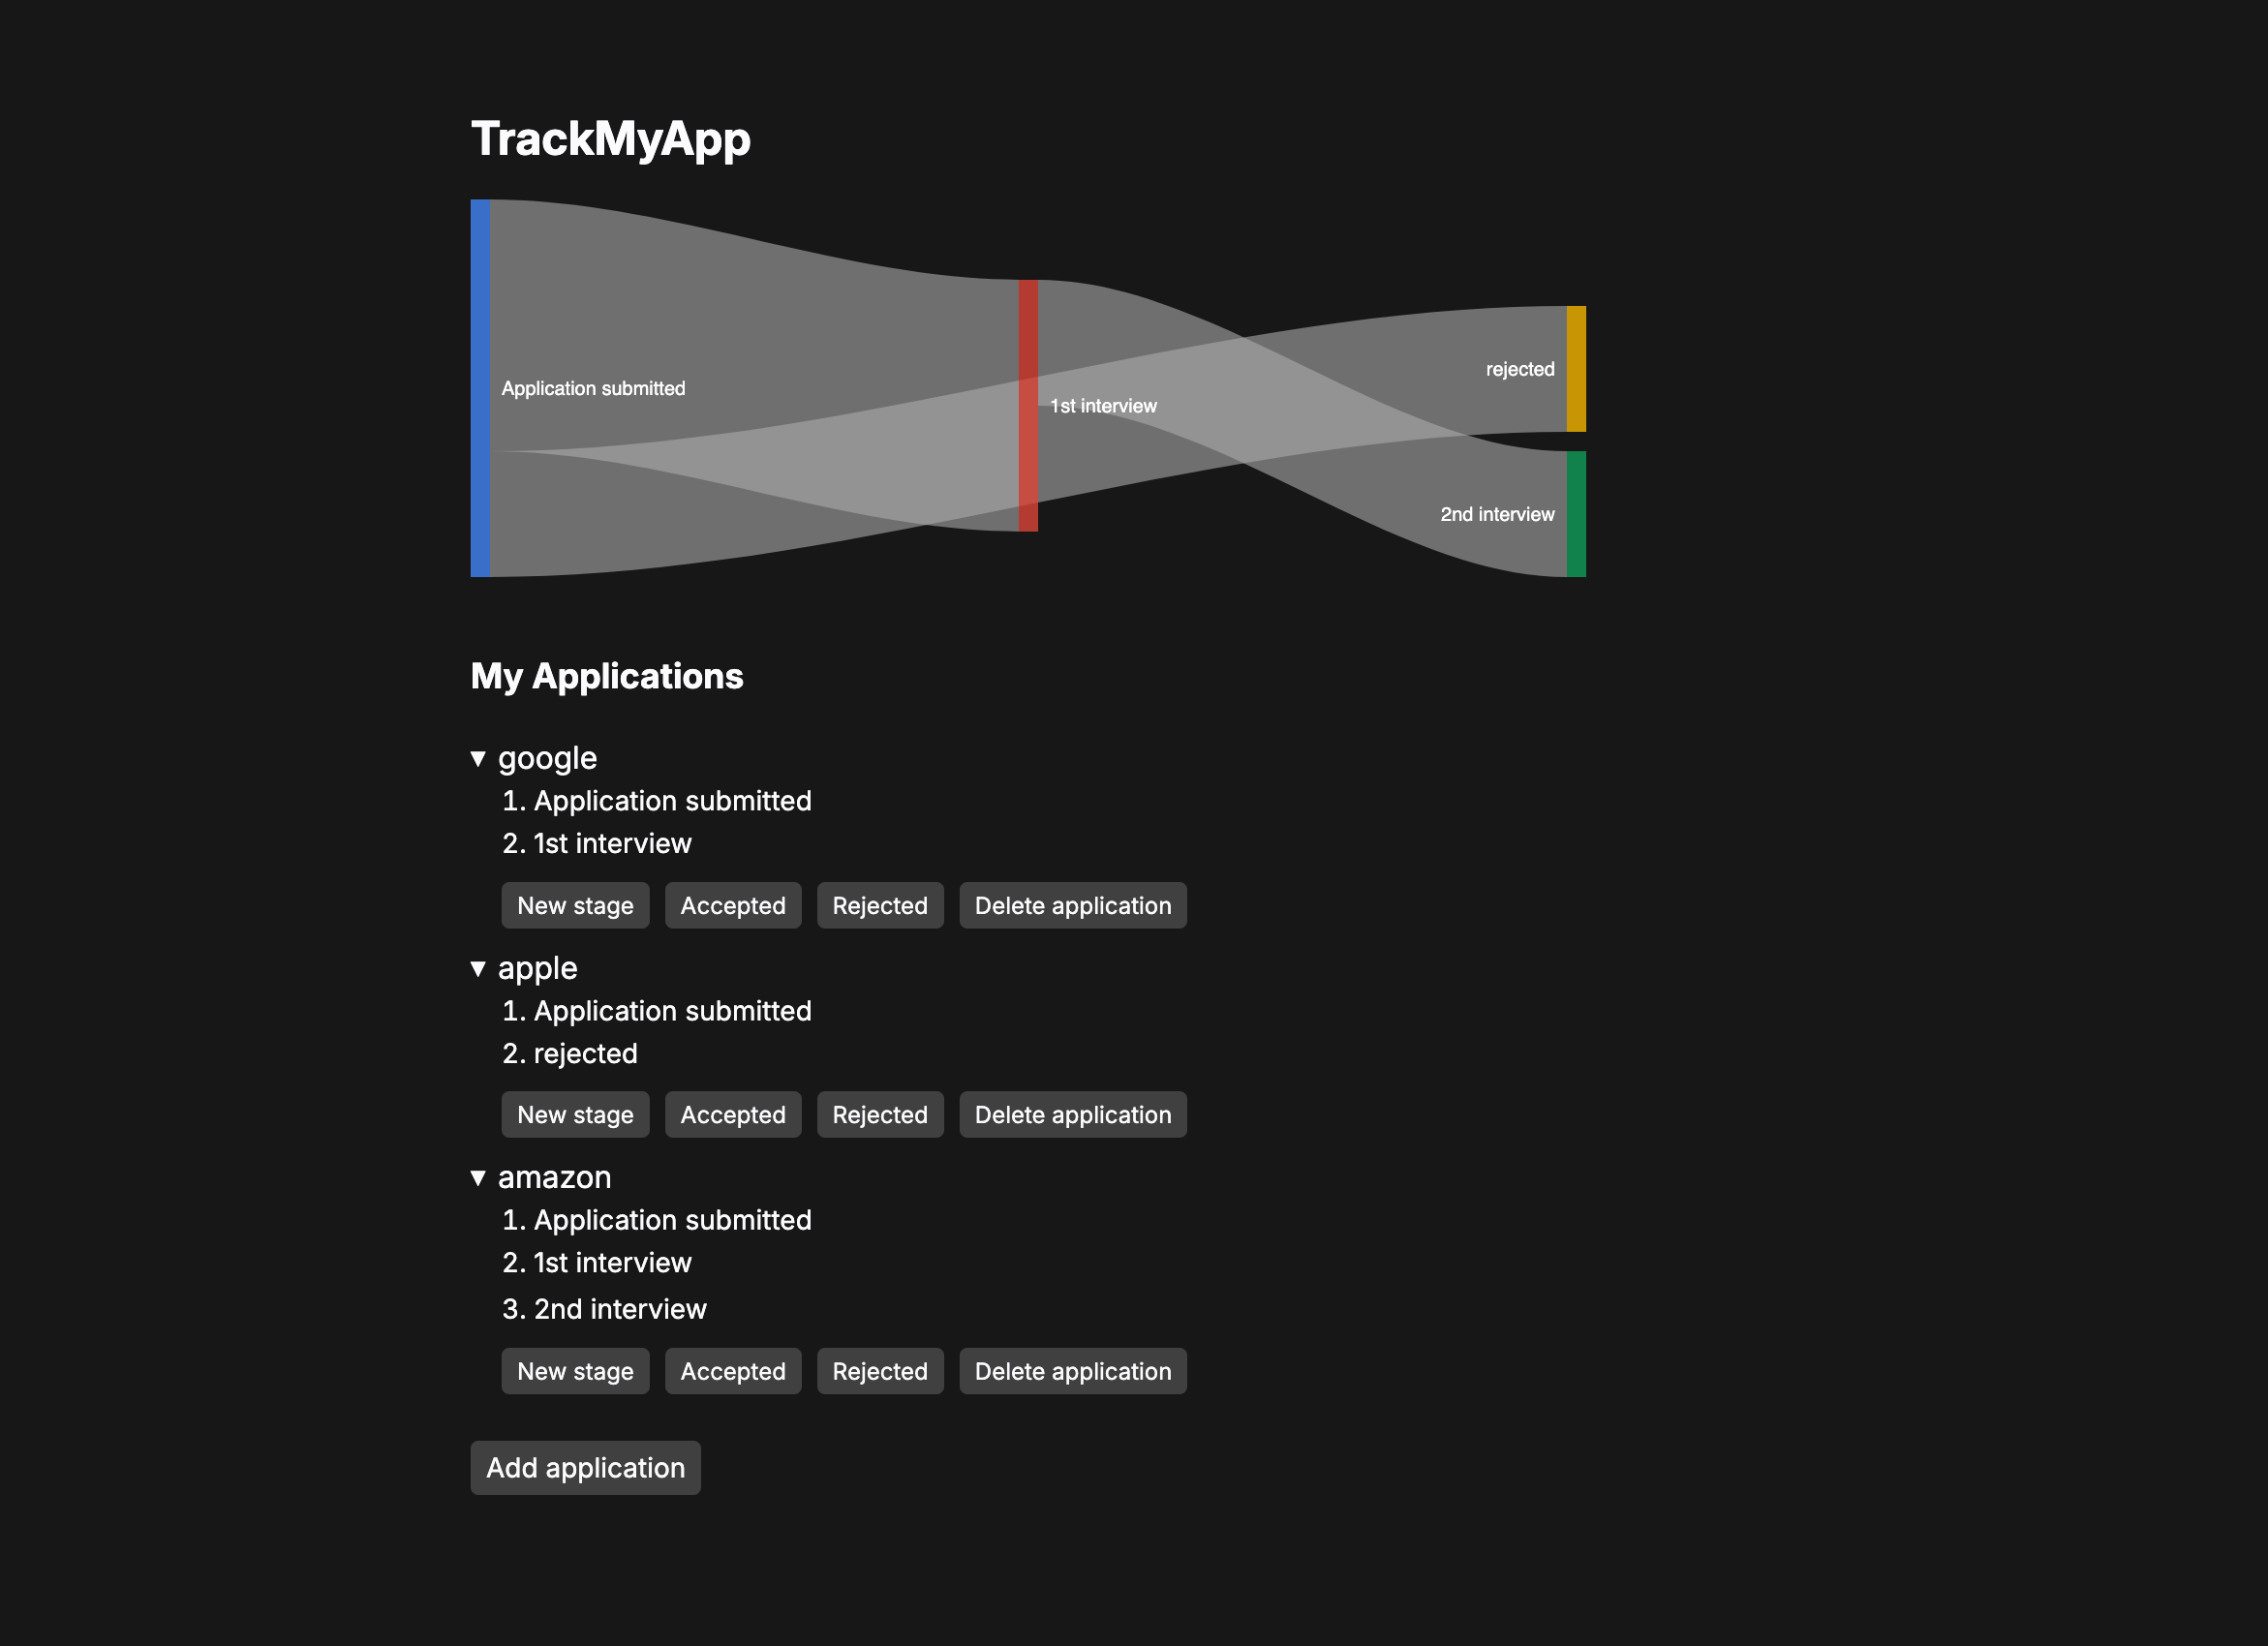 TrackMyApp
Application submitted
1st interview
rejected
2nd interview
My Applications
google
1. Application submitted
2. 1st interview
New stage Accepted Rejected Delete application
apple
1. Application submitted
2. rejected
New stage Accepted Rejected Delete application
amazon
1. Application submitted
2. 1st interview
3. 2nd interview
New stage Accepted Rejected Delete application
Add application